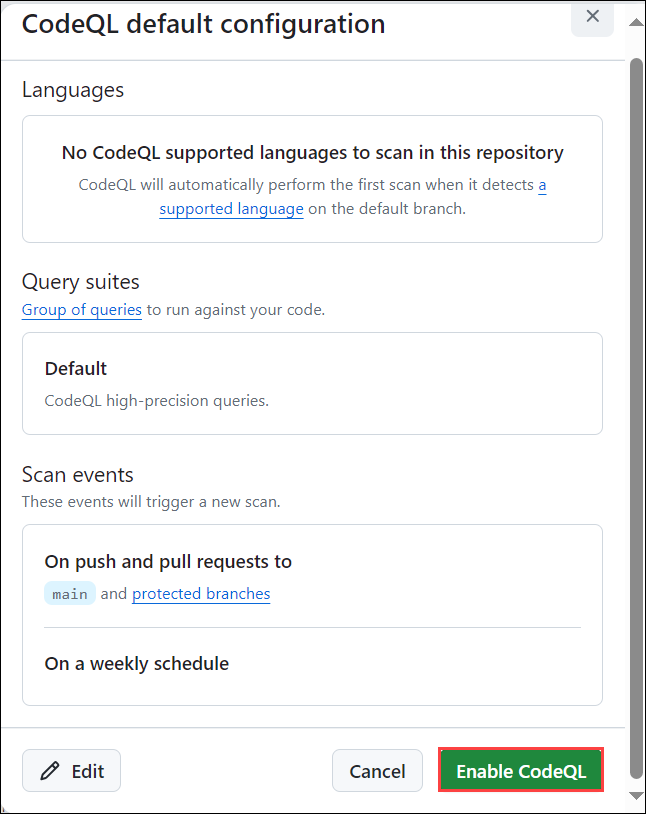 CodeQL default configuration
Languages
No CodeQL supported languages to scan in this repository
CodeQL will automatically perform the first scan when it detects a
supported language on the default branch.
Query suites
Group of queries to run against your code.
Default
CodeQL high-precision queries.
Scan events
These events will trigger a new scan.
On push and pull requests to
main and protected branches
On a weekly schedule
Edit Cancel Enable CodeQL